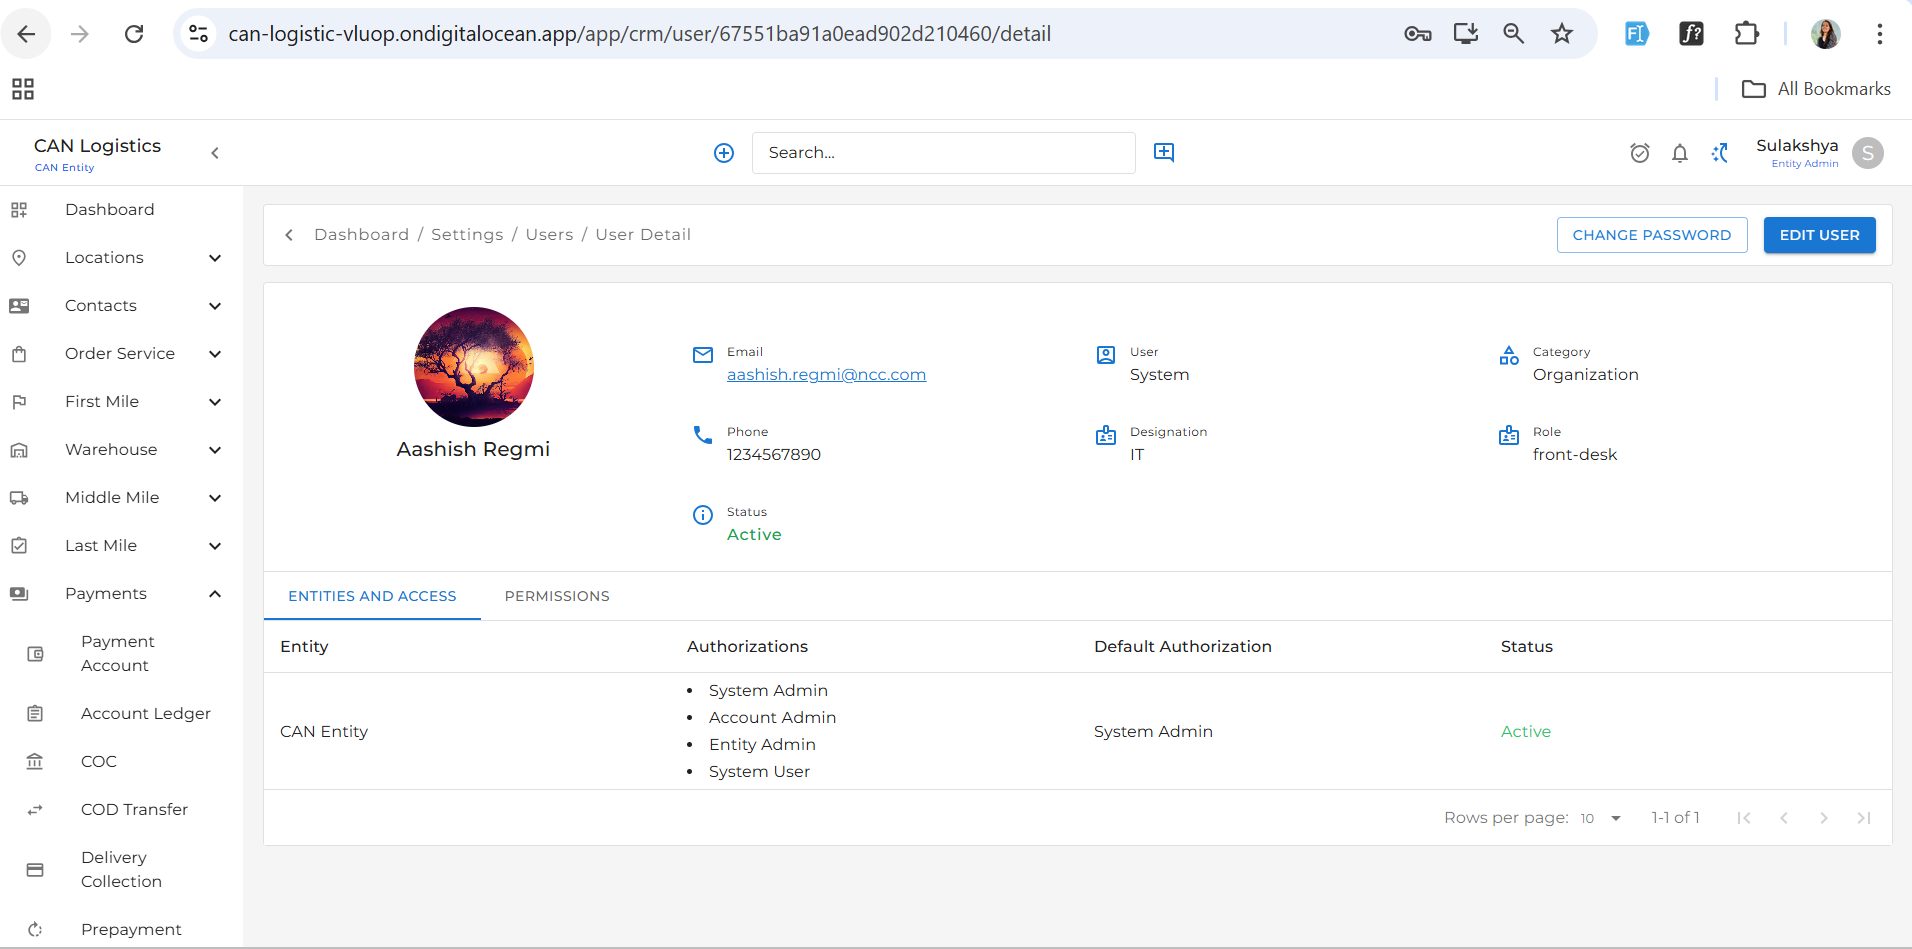 can-logistic-vluop.ondigitalocean.app/app/crm/user/67551ba91a0ead902d210460/detail
All Bookmarks
CAN Logistics
CAN Entity
Search...
Sulakshya
Entity Admin
S
Dashboard
Locations
Contacts
Order Service
First Mile
Warehouse
Middle Mile
Last Mile
Payments
Payment
Account
Account Ledger
COC
COD Transfer
Delivery
Collection
Prepayment
Dashboard / Settings / Users / User Detail
CHANGE PASSWORD
EDIT USER
Aashish Regmi
Email
aashish.regmi@ncc.com
User
System
Category
Organization
Phone
1234567890
Designation
IT
Role
front-desk
Status
Active
ENTITIES AND ACCESS
PERMISSIONS
Entity
Authorizations
Default Authorization
Status
CAN Entity
• System Admin
• Account Admin
• Entity Admin
• System User
System Admin
Active
Rows per page: 10
1-1 of 1